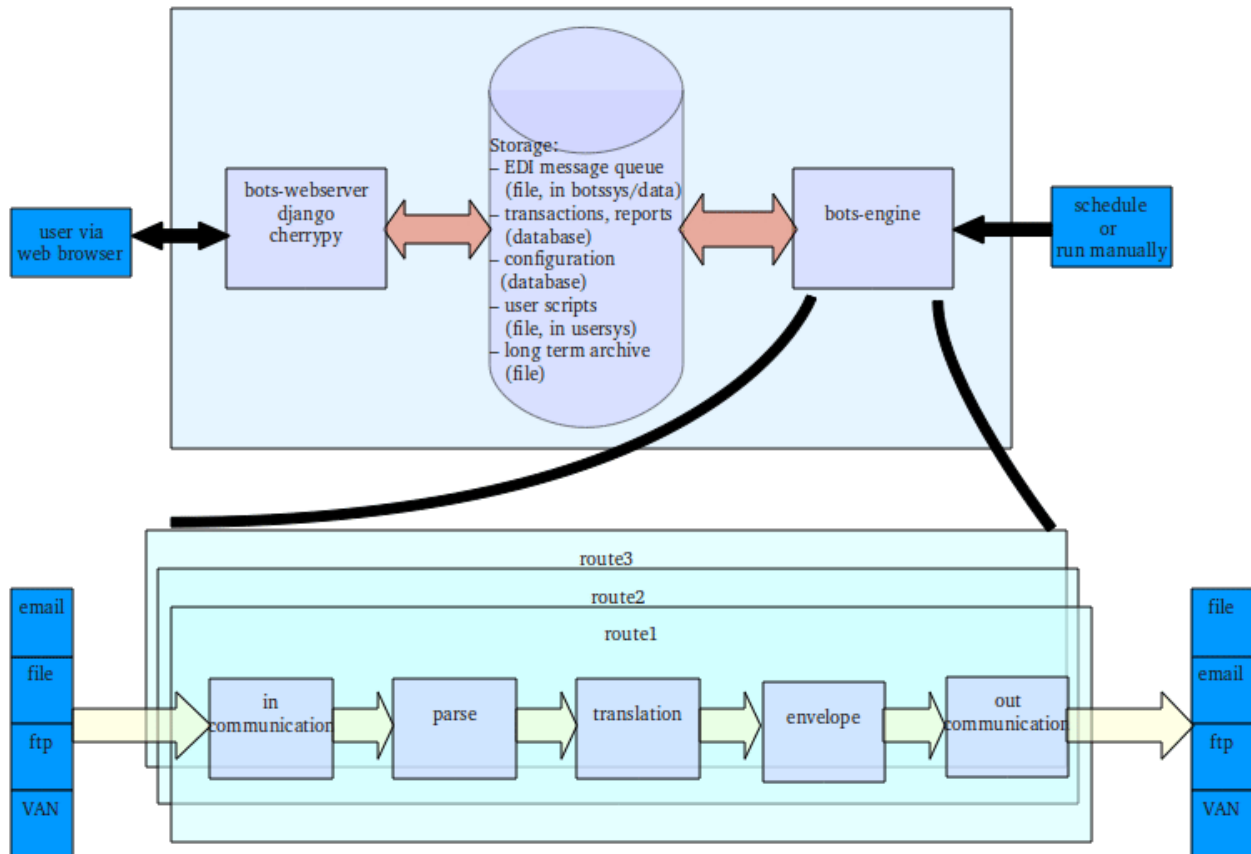 Storage:
– EDI message queue
(file, in botssys/data)
– transactions, reports
(database)
– configuration
(database)
– user scripts
(file, in usersys)
– long term archive
(file)
bots-webserver
django
cherrypy
bots-engine
user via
web browser
schedule
or
run manually
route3
route2
route1
email
file
ftp
VAN
in
communication
parse
translation
envelope
out
communication
file
email
ftp
VAN